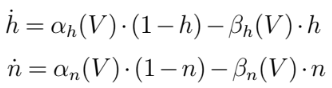 ḣ = α_h(V)·(1−h)−β_h(V)·h
ṅ = α_n(V)·(1−n)−β_n(V)·n